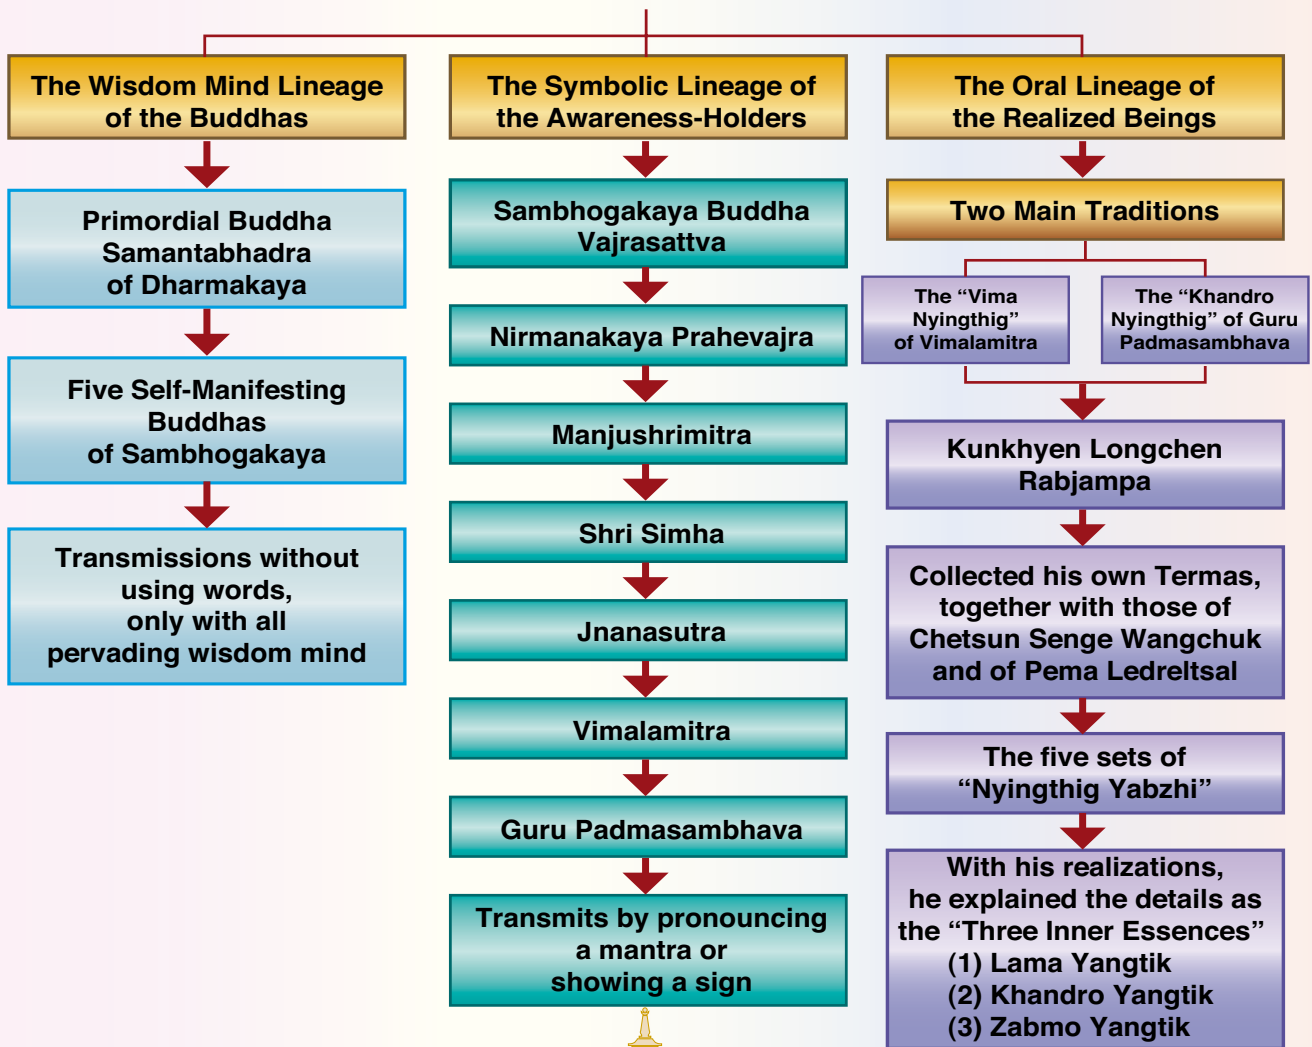 The Wisdom Mind Lineage
of the Buddhas
Primordial Buddha
Samantabhadra
of Dharmakaya
Five Self-Manifesting
Buddhas
of Sambhogakaya
Transmissions without
using words,
only with all
pervading wisdom mind
The Symbolic Lineage of
the Awareness-Holders
Sambhogakaya Buddha
Vajrasattva
Nirmanakaya Prahevajra
Manjushrimitra
Shri Simha
Jnanasutra
Vimalamitra
Guru Padmasambhava
Transmits by pronouncing
a mantra or
showing a sign
The Oral Lineage of
the Realized Beings
Two Main Traditions
The “Vima
Nyingthig”
of Vimalamitra
The “Khandro
Nyingthig” of Guru
Padmasambhava
Kunkhyen Longchen
Rabjampa
Collected his own Termas,
together with those of
Chetsun Senge Wangchuk
and of Pema Ledreltsal
The five sets of
“Nyingthig Yabzhi”
With his realizations,
he explained the details as
the “Three Inner Essences”
(1) Lama Yangtik
(2) Khandro Yangtik
(3) Zabmo Yangtik